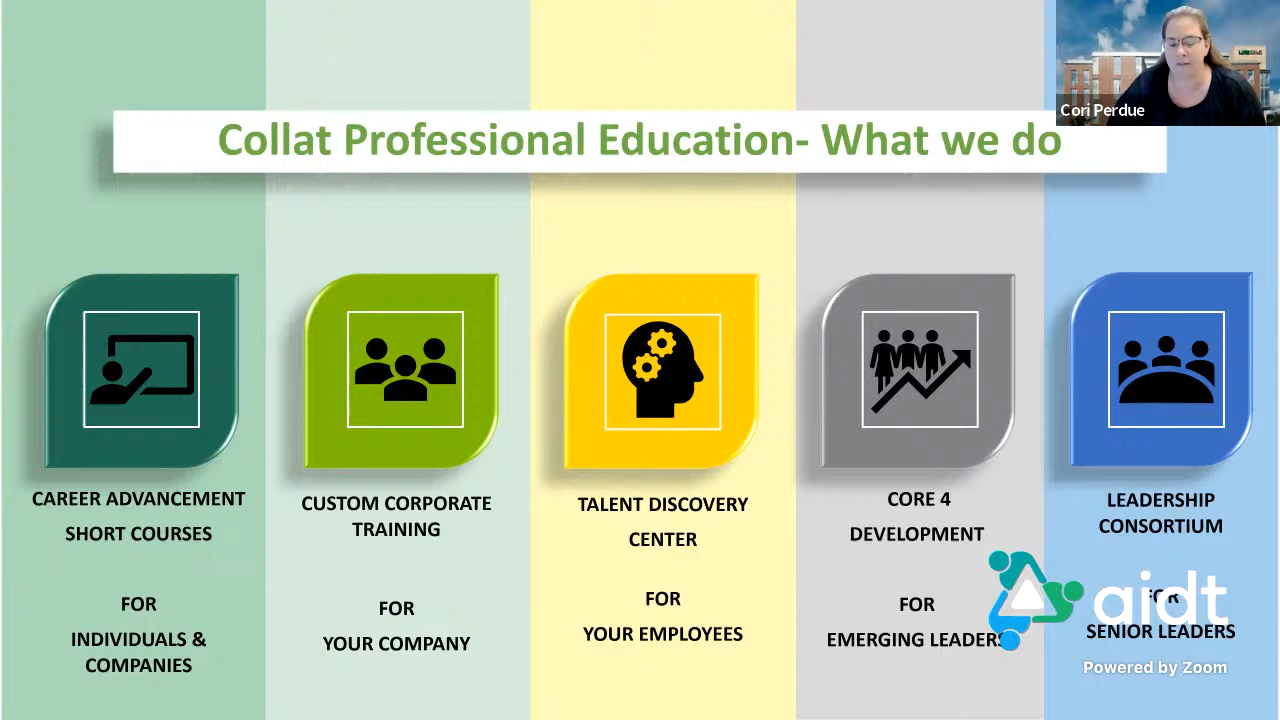 Cori Perdue
Collat Professional Education- What we do
CAREER ADVANCEMENT
SHORT COURSES
FOR
INDIVIDUALS &
COMPANIES
CUSTOM CORPORATE
TRAINING
FOR
YOUR COMPANY
TALENT DISCOVERY
CENTER
FOR
YOUR EMPLOYEES
CORE 4
DEVELOPMENT
FOR
EMERGING LEADERS
LEADERSHIP
CONSORTIUM
FOR
SENIOR LEADERS
aidt
Powered by Zoom